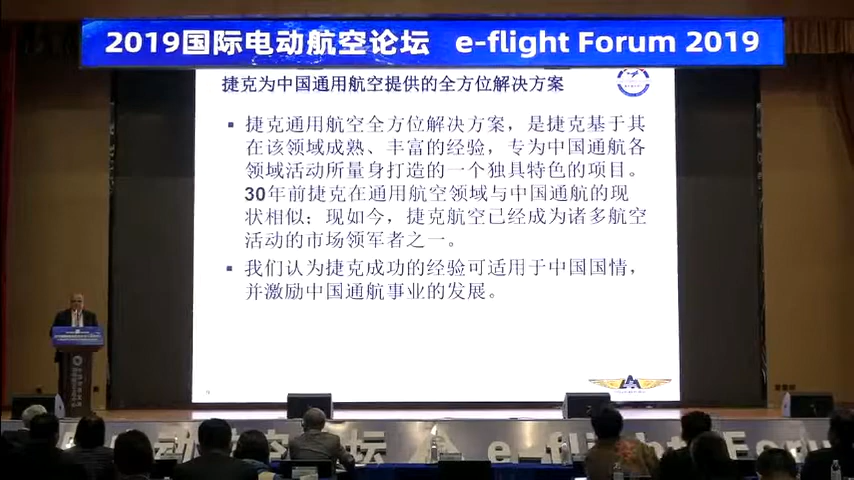 2019国际电动航空论坛 e-flight Forum 2019
捷克为中国通用航空提供的全方位解决方案
▪ 捷克通用航空全方位解决方案，是捷克基于其
在该领域成熟、丰富的经验，专为中国通航各
领域活动所量身打造的一个独具特色的项目。
30年前捷克在通用航空领域与中国通航的现
状相似；现如今，捷克航空已经成为诸多航空
活动的市场领军者之一。
▪ 我们认为捷克成功的经验可适用于中国国情，
并激励中国通航事业的发展。
e-flight Foru